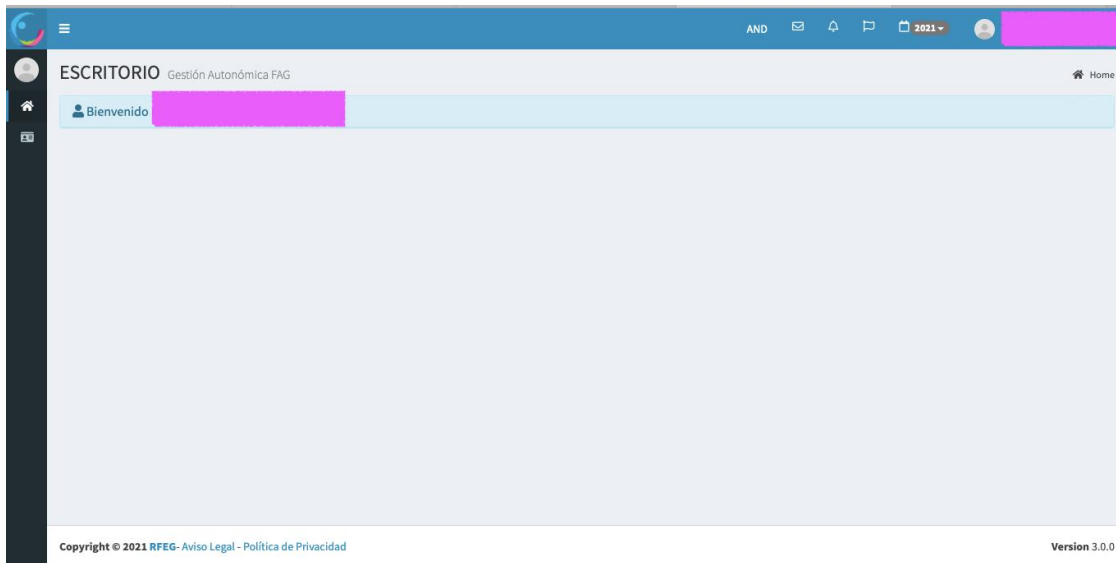 AND 2021
ESCRITORIO Gestión Autonómica FAG Home
Bienvenido
Copyright © 2021 RFEG- Aviso Legal - Política de Privacidad Version 3.0.0